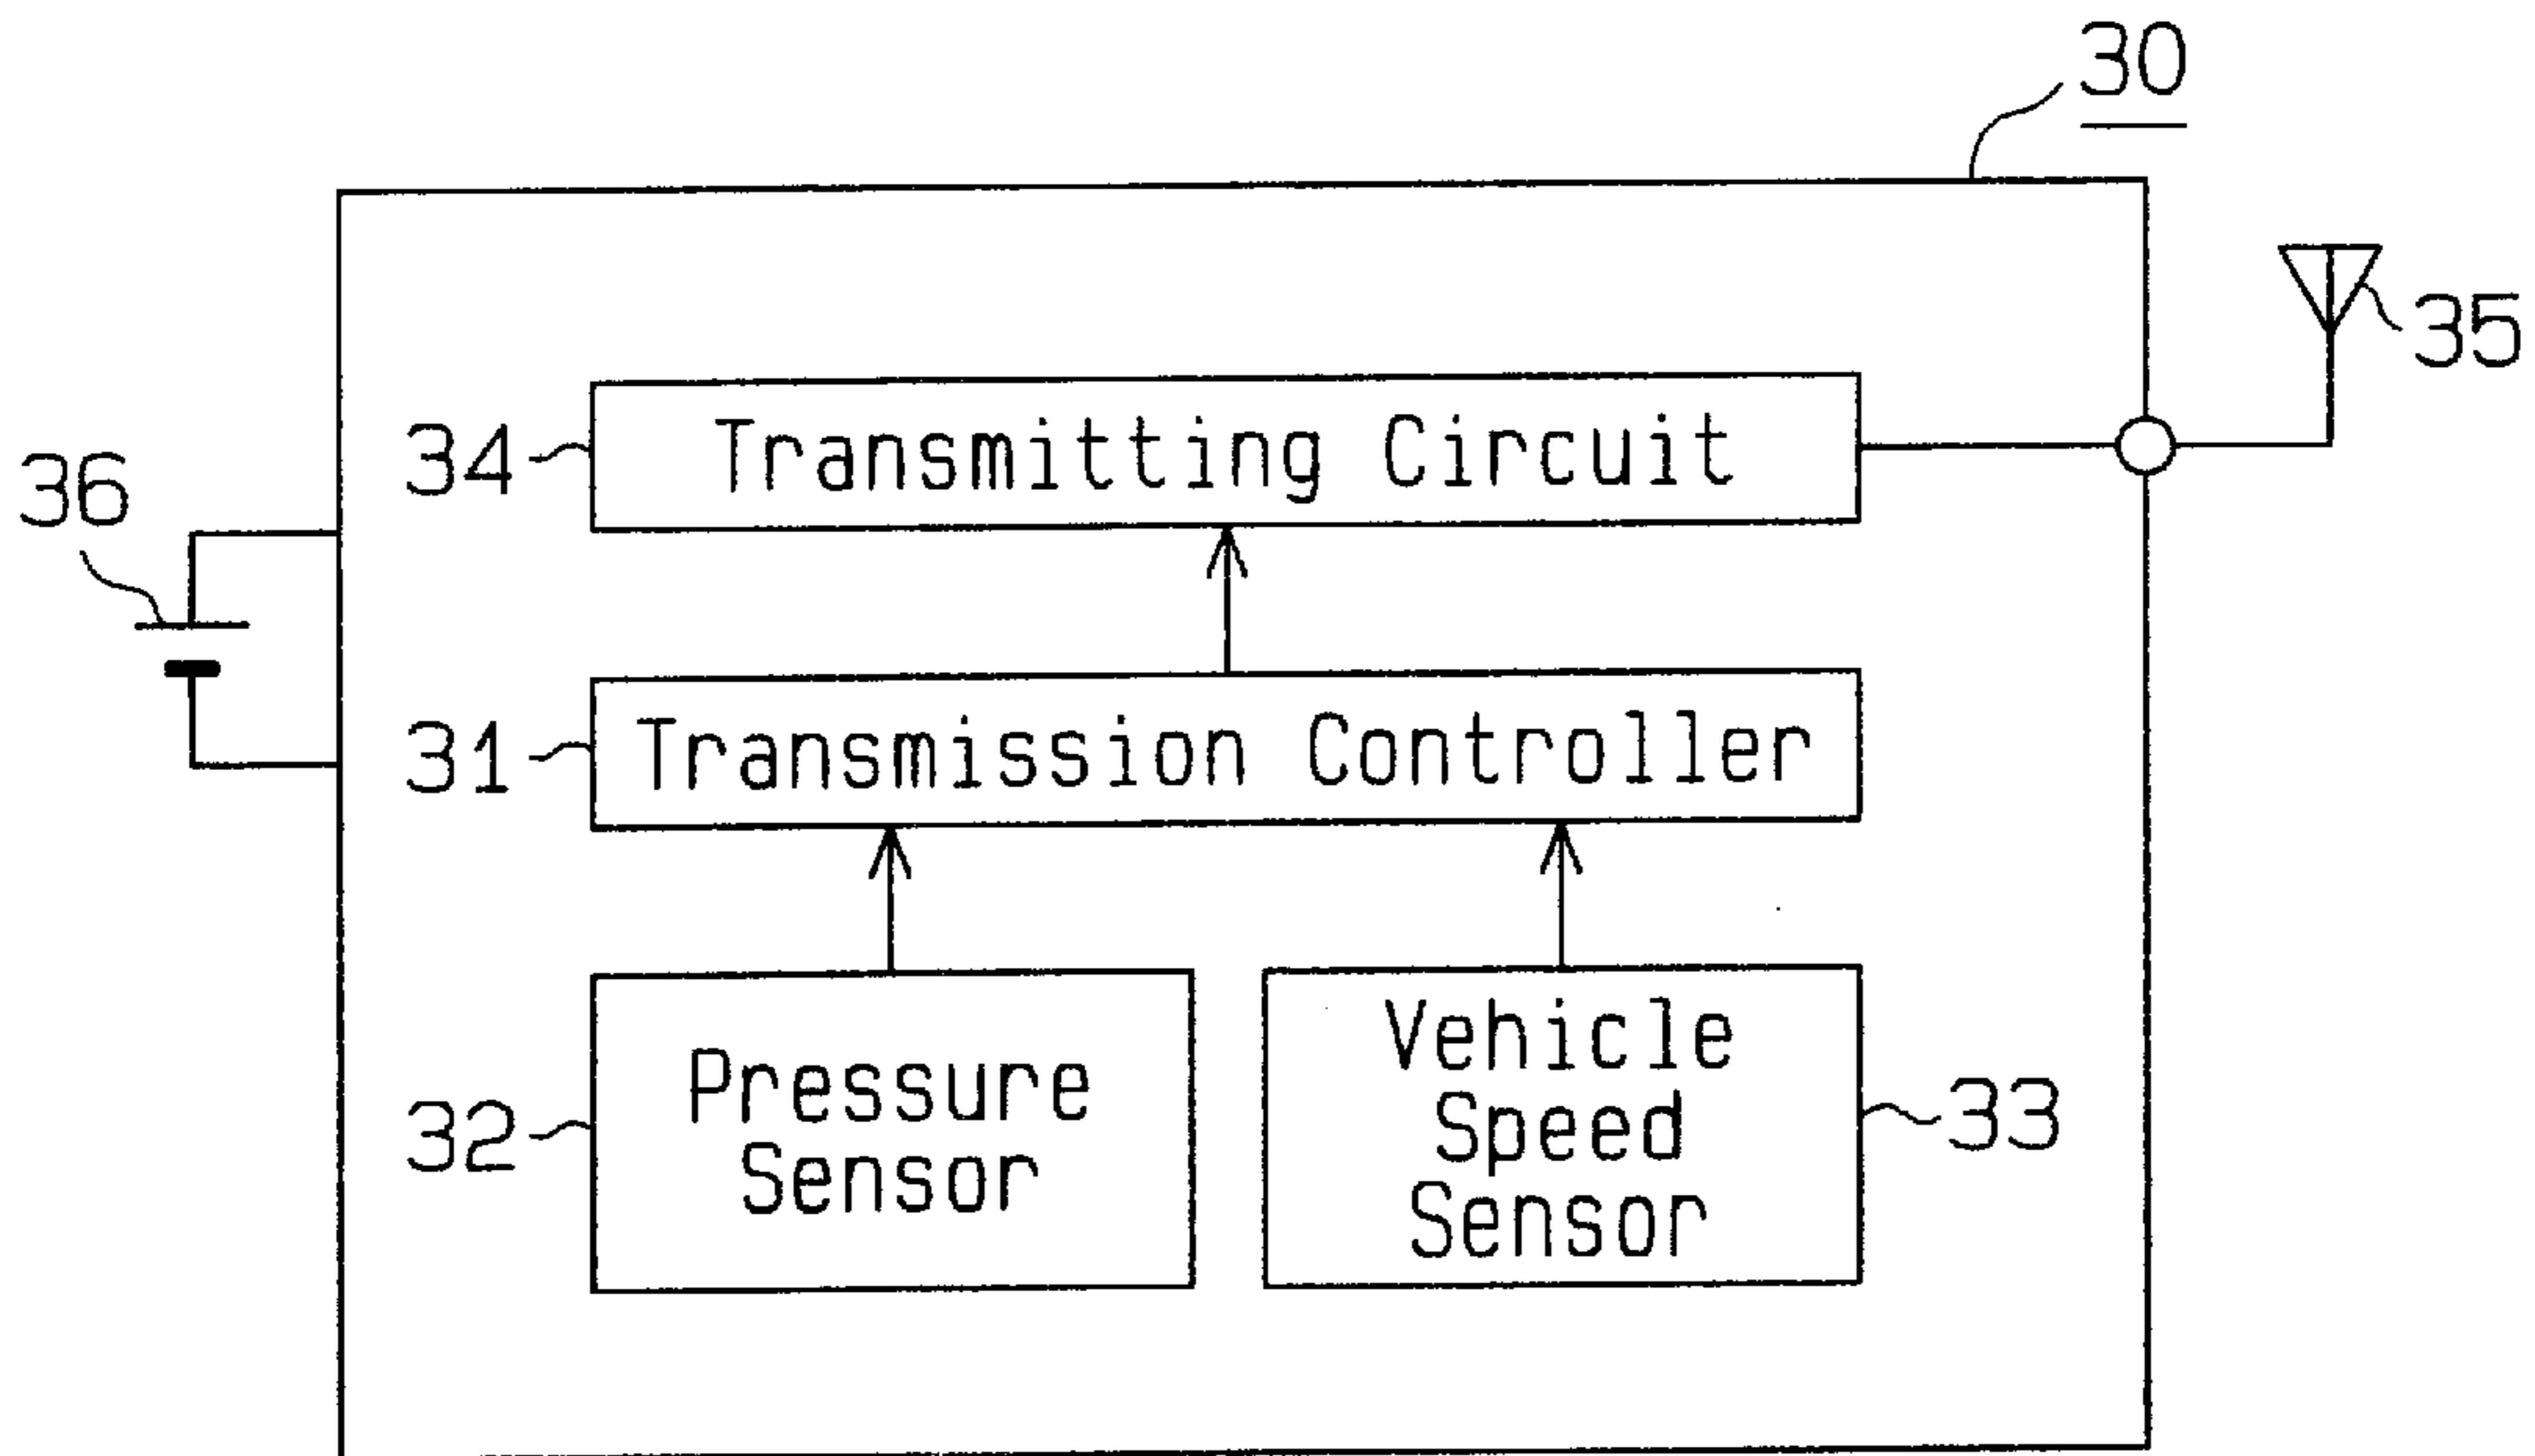 30
35
34 Transmitting Circuit
36
31 Transmission Controller
32 Pressure
Sensor
Vehicle
Speed
Sensor
33